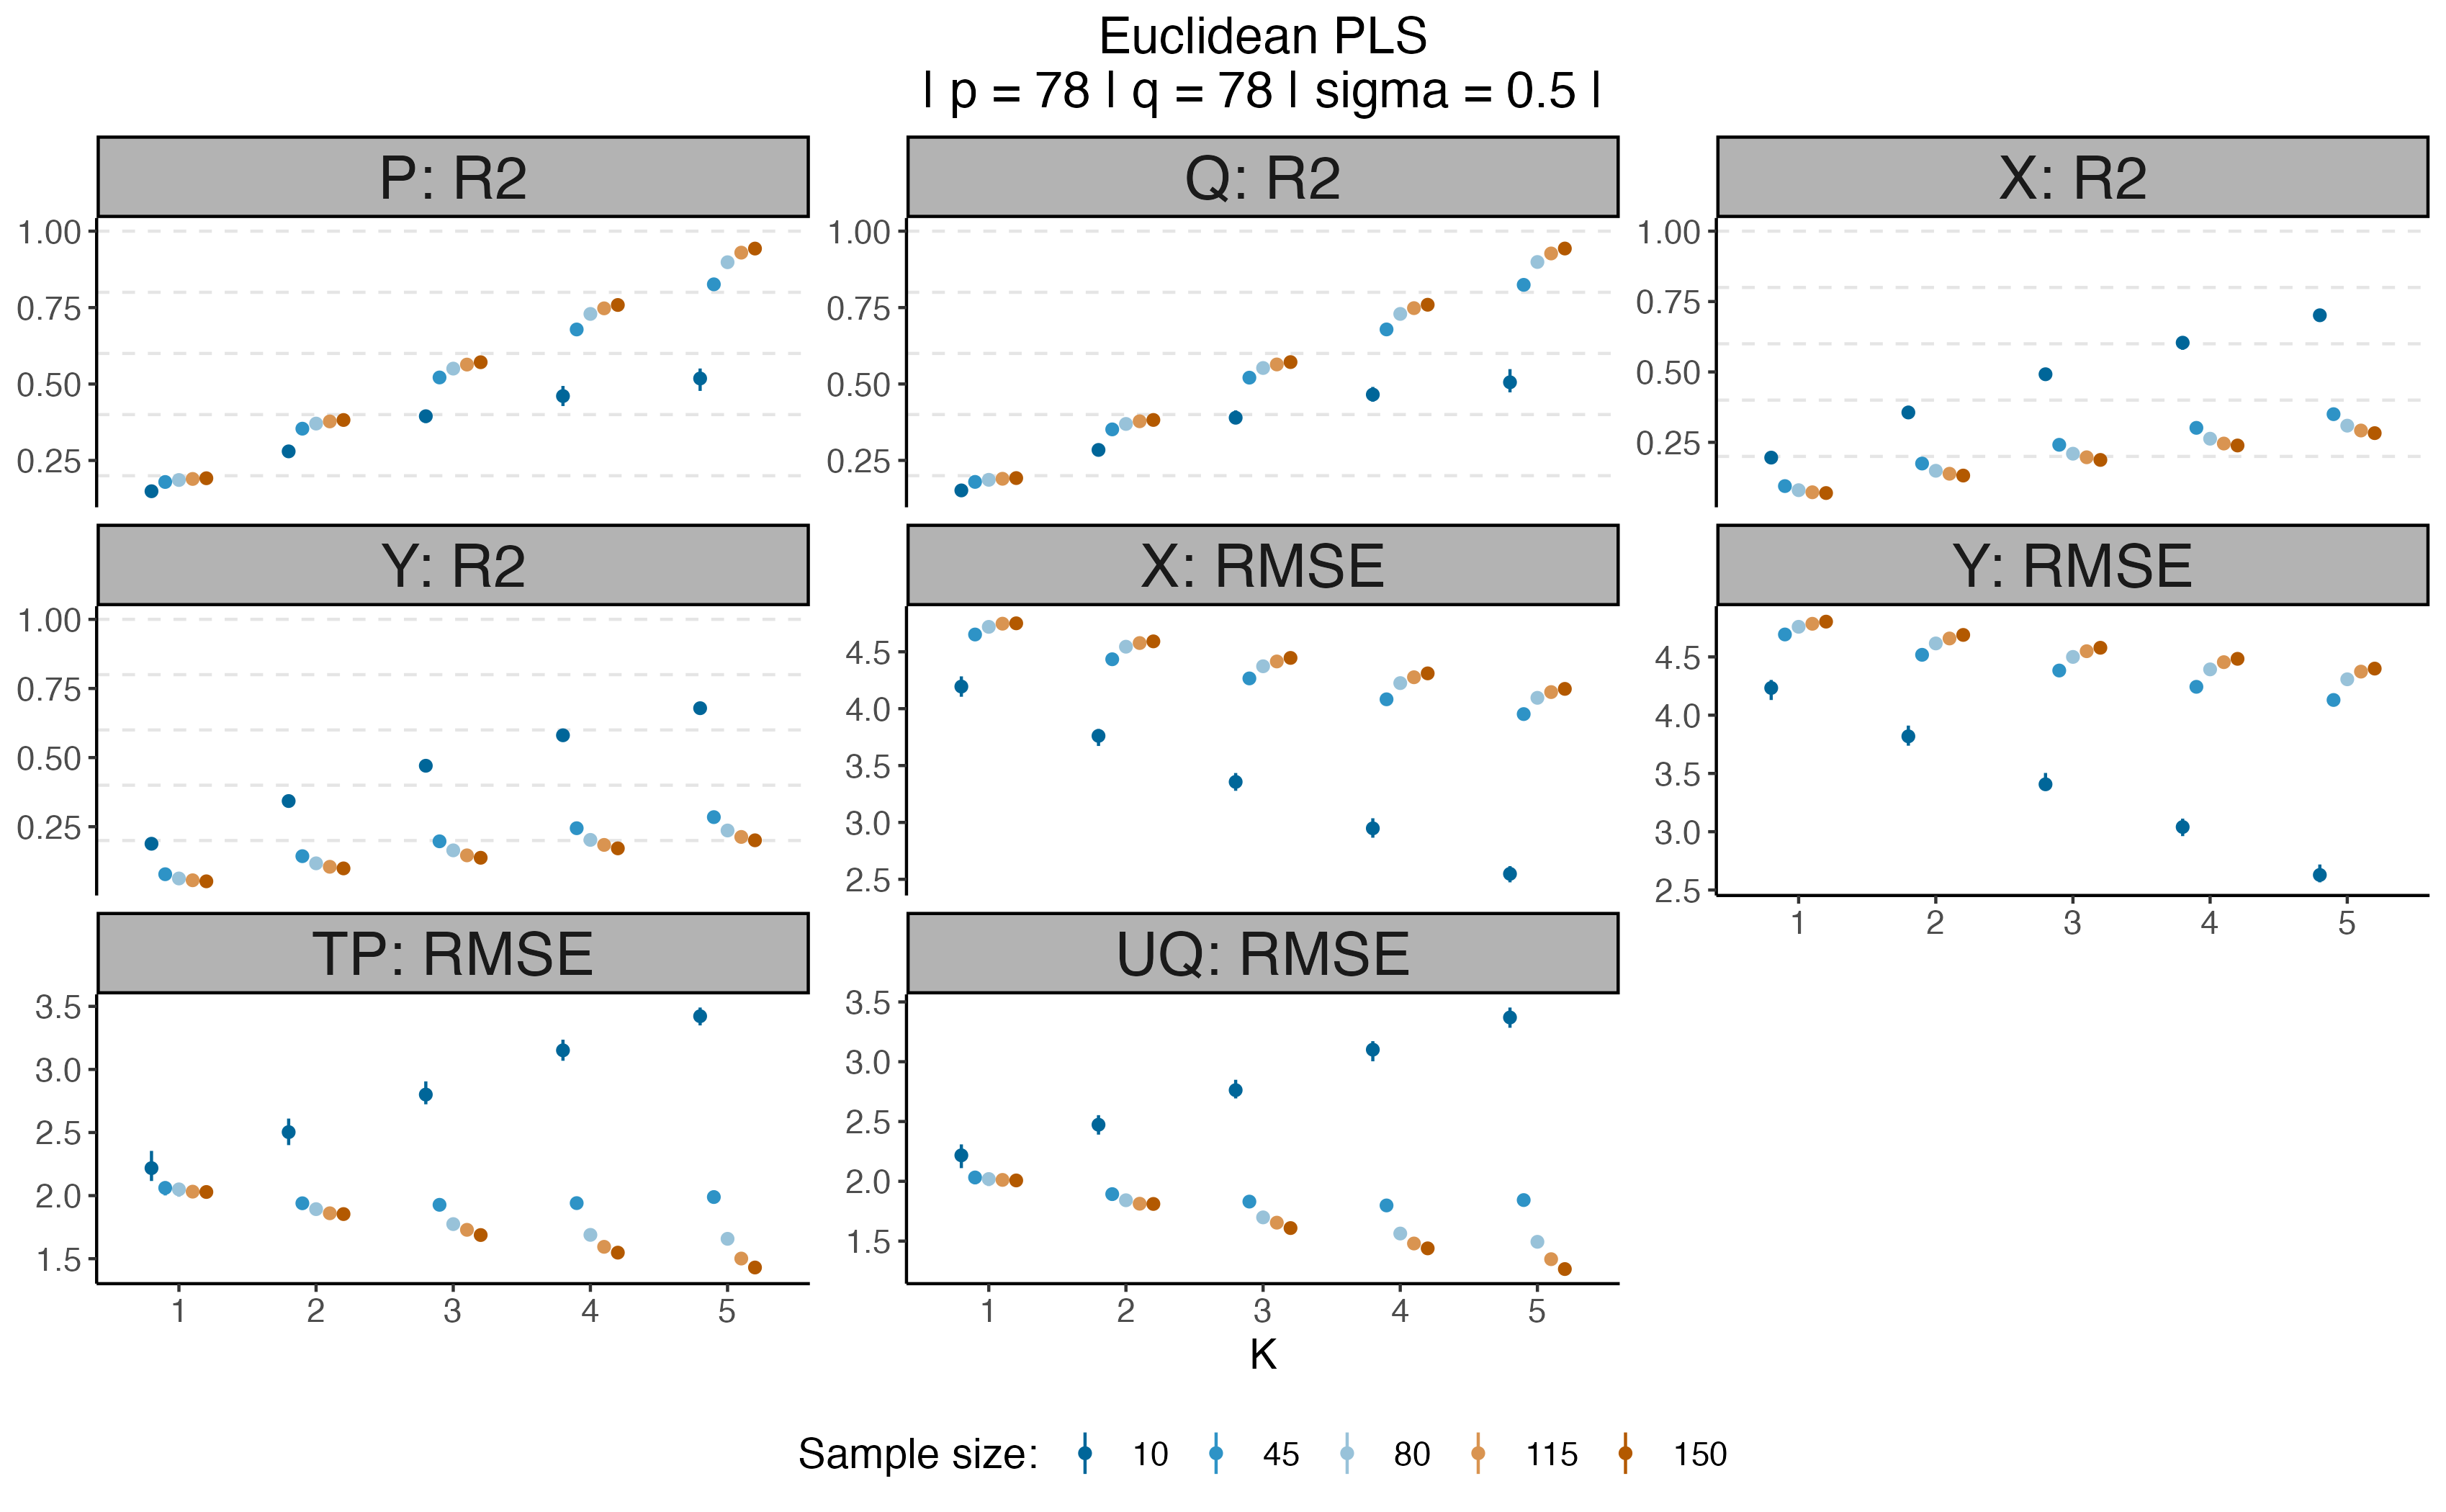 Euclidean PLS
| p = 78 | q = 78 | sigma = 0.5 |
P: R2
Q: R2
X: R2
1.00
0.75
0.50
0.25
1.00
0.75
0.50
0.25
1.00
0.75
0.50
0.25
Y: R2
X: RMSE
Y: RMSE
1.00
0.75
0.50
0.25
4.5
4.0
3.5
3.0
2.5
4.5
4.0
3.5
3.0
2.5
1 2 3 4 5
TP: RMSE
UQ: RMSE
3.5
3.0
2.5
2.0
1.5
3.5
3.0
2.5
2.0
1.5
1 2 3 4 5
1 2 3 4 5
K
Sample size: 10 45 80 115 150